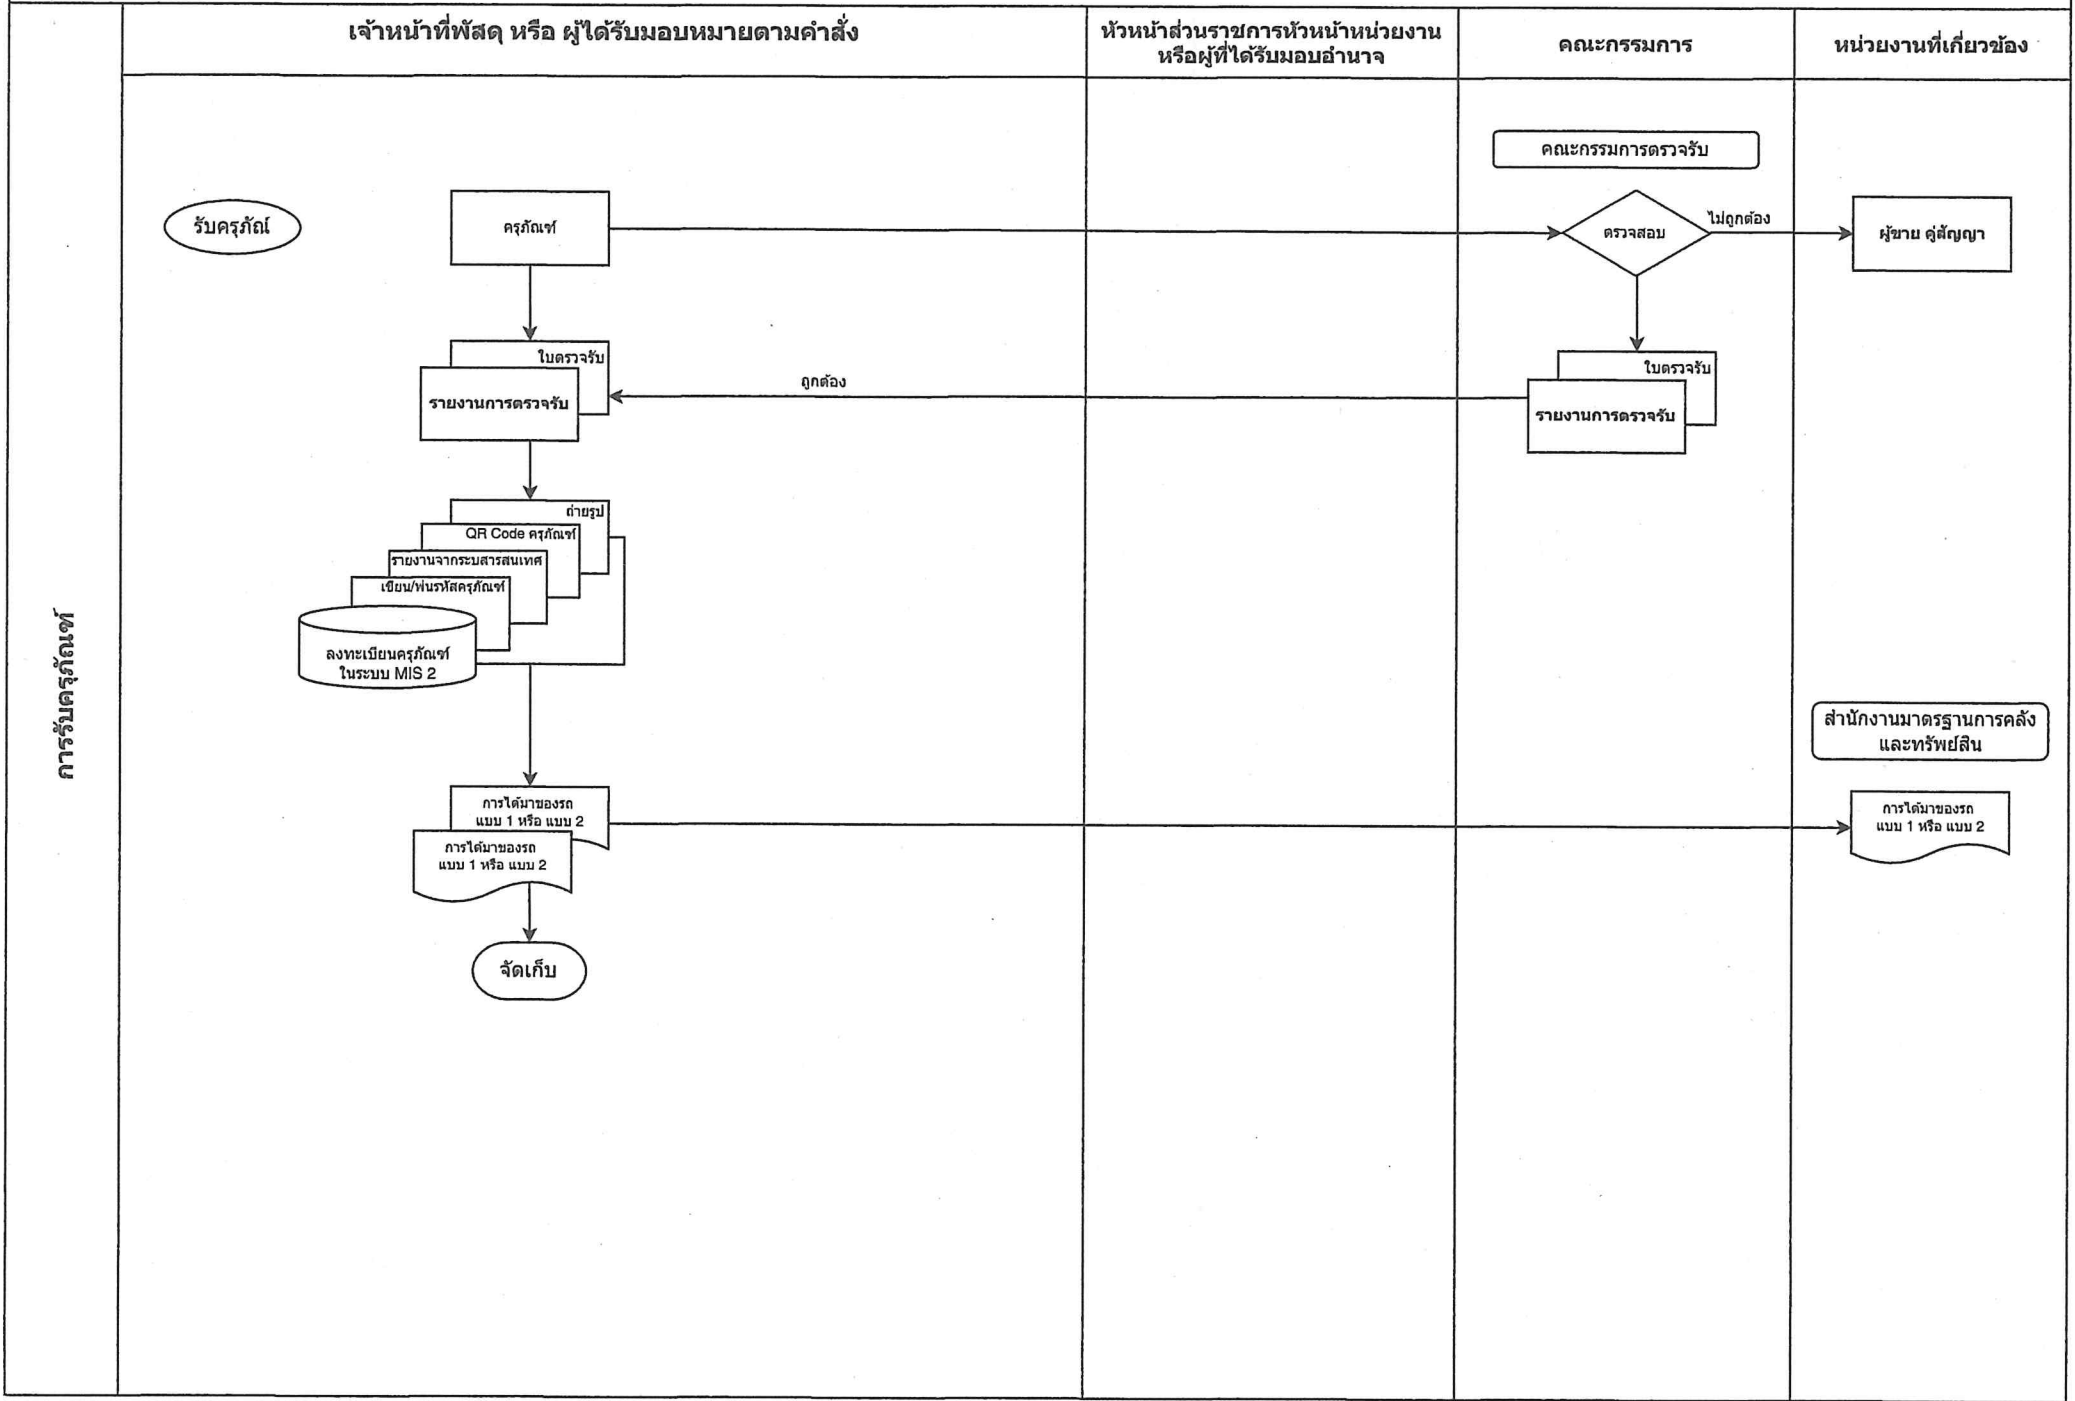 เจ้าหน้าที่พัสดุ หรือ ผู้ได้รับมอบหมายตามคำสั่ง
หัวหน้าส่วนราชการหัวหน้าหน่วยงาน
หรือผู้ที่ได้รับมอบอำนาจ
คณะกรรมการ
หน่วยงานที่เกี่ยวข้อง
การรับครุภัณฑ์
คณะกรรมการตรวจรับ
รับครุภัณ์
ครุภัณฑ์
ตรวจสอบ
ไม่ถูกต้อง
ผู้ขาย คู่สัญญา
ใบตรวจรับ
รายงานการตรวจรับ
ถูกต้อง
ใบตรวจรับ
รายงานการตรวจรับ
ถ่ายรูป
QR Code ครุภัณฑ์
รายงานจากระบสารสนเทศ
เขียน/พ่นรหัสครุภัณฑ์
ลงทะเบียนครุภัณฑ์
ในระบบ MIS 2
สำนักงานมาตรฐานการคลัง
และทรัพย์สิน
การได้มาของรถ
แบบ 1 หรือ แบบ 2
การได้มาของรถ
แบบ 1 หรือ แบบ 2
การได้มาของรถ
แบบ 1 หรือ แบบ 2
จัดเก็บ